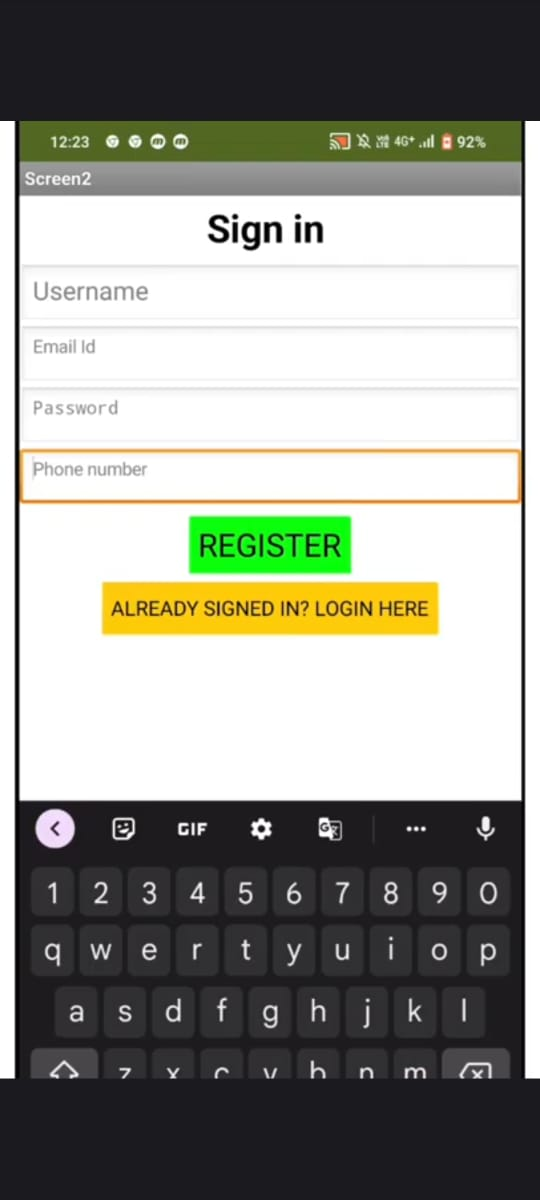 12:23 4G+ 92%
Screen2
Sign in
Username
Email Id
Password
Phone number
REGISTER
ALREADY SIGNED IN? LOGIN HERE
GIF
1 2 3 4 5 6 7 8 9 0
q w e r t y u i o p
a s d f g h j k l
z x c v b n m